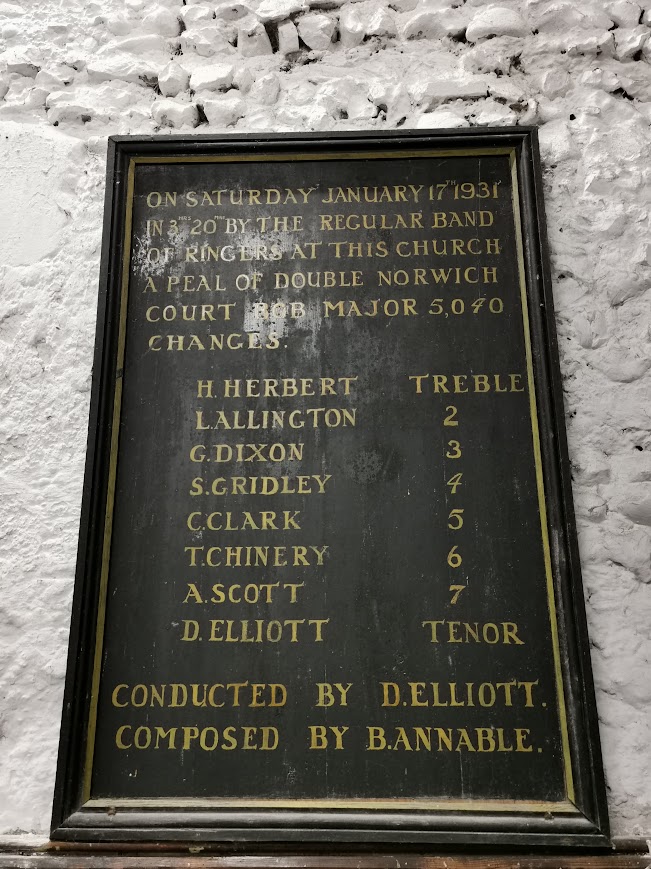 ON SATURDAY JANUARY 17TH 1931
IN 3HRS 20MINS BY THE REGULAR BAND
OF RINGERS AT THIS CHURCH
A PEAL OF DOUBLE NORWICH
COURT BOB MAJOR 5,040
CHANGES.
H. HERBERT TREBLE
L. ALLINGTON 2
G. DIXON 3
S. GRIDLEY 4
C. CLARK 5
T. CHINERY 6
A. SCOTT 7
D. ELLIOTT TENOR
CONDUCTED BY D. ELLIOTT.
COMPOSED BY B. ANNABLE.